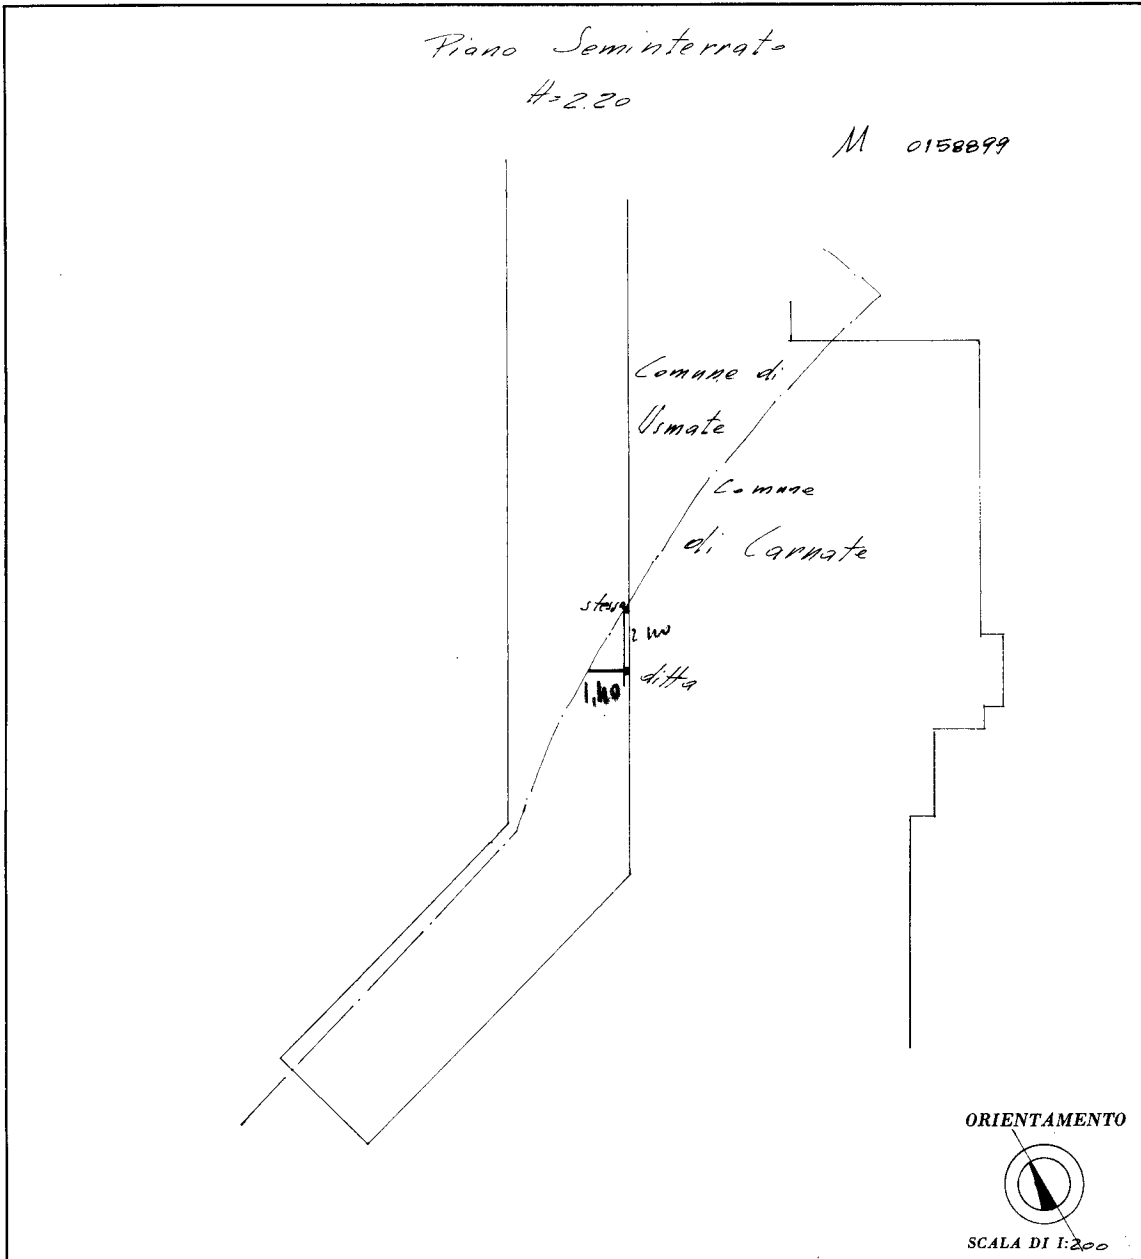 Piano Seminterrato
H=2.20
M 0158899
Comune di
Usmate
Comune
di Carnate
stessa
ditta
1,40
ORIENTAMENTO
SCALA DI 1:200